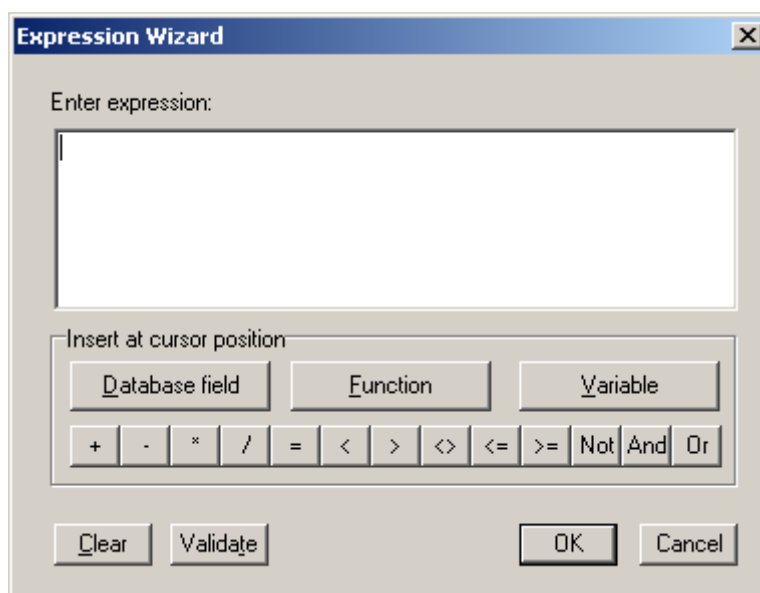 Expression Wizard
Enter expression:
Insert at cursor position
Database field Function Variable
+ - * / = < > <> <= >= Not And Or
Clear Validate OK Cancel